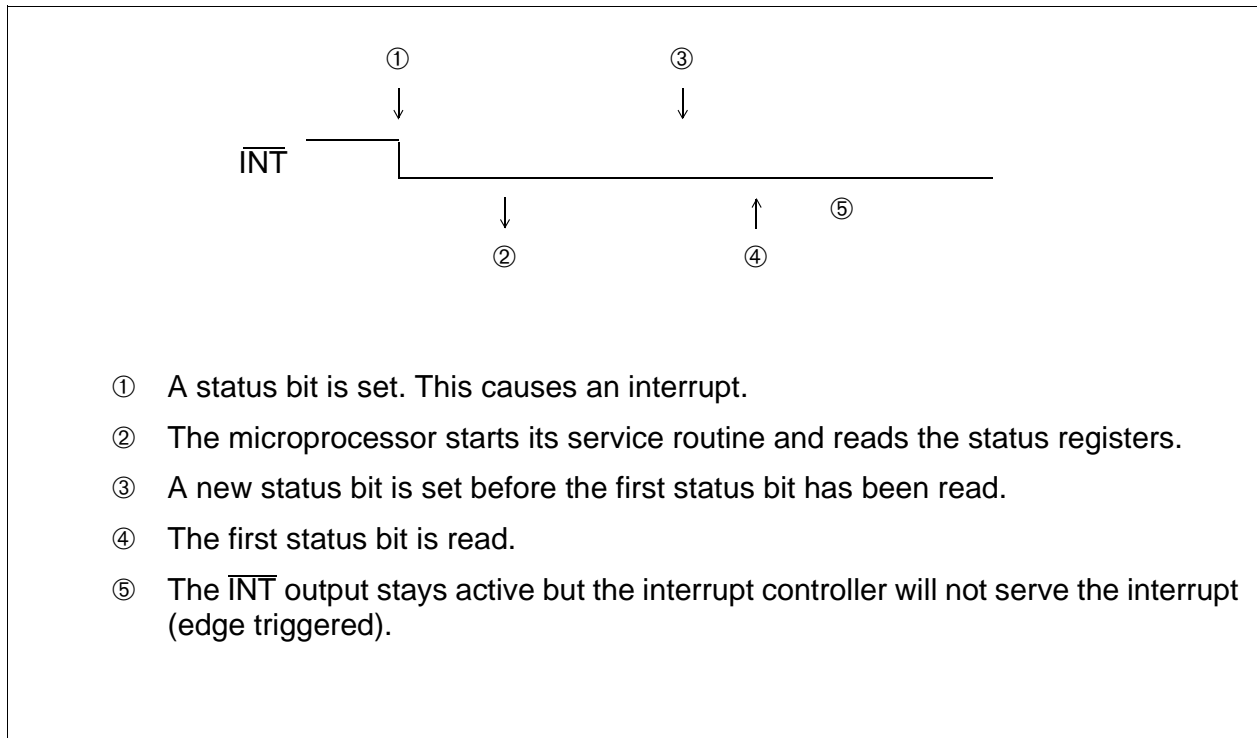 ① ③
I̅N̅T̅
⑤
② ④
① A status bit is set. This causes an interrupt.
② The microprocessor starts its service routine and reads the status registers.
③ A new status bit is set before the first status bit has been read.
④ The first status bit is read.
⑤ The I̅N̅T̅ output stays active but the interrupt controller will not serve the interrupt
(edge triggered).